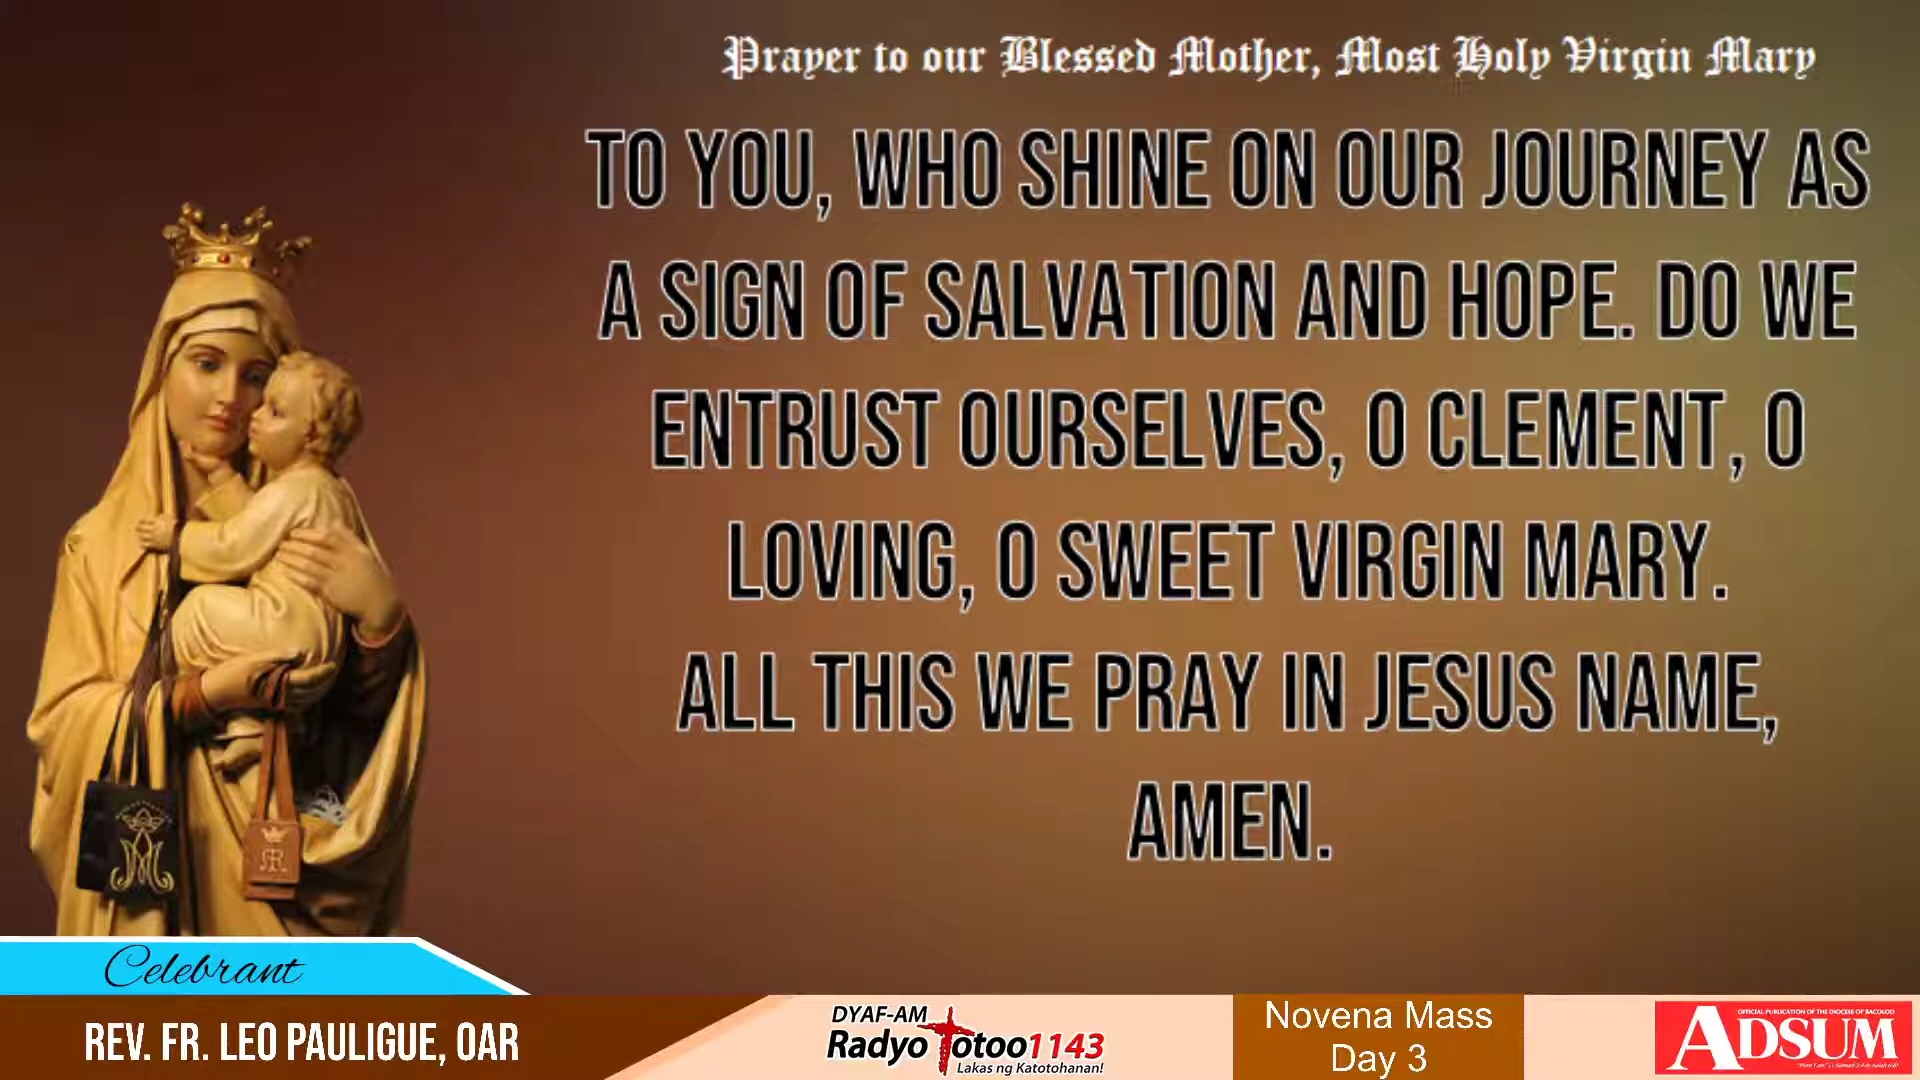 Prayer to our Blessed Mother, Most Holy Virgin Mary
TO YOU, WHO SHINE ON OUR JOURNEY AS
A SIGN OF SALVATION AND HOPE. DO WE
ENTRUST OURSELVES, O CLEMENT, O
LOVING, O SWEET VIRGIN MARY.
ALL THIS WE PRAY IN JESUS NAME,
AMEN.
Celebrant
REV. FR. LEO PAULIGUE, OAR
DYAF-AM
Radyo Totoo 1143
Lakas ng Katotohanan!
Novena Mass
Day 3
OFFICIAL PUBLICATION OF THE DIOCESE OF BACOLOD
ADSUM